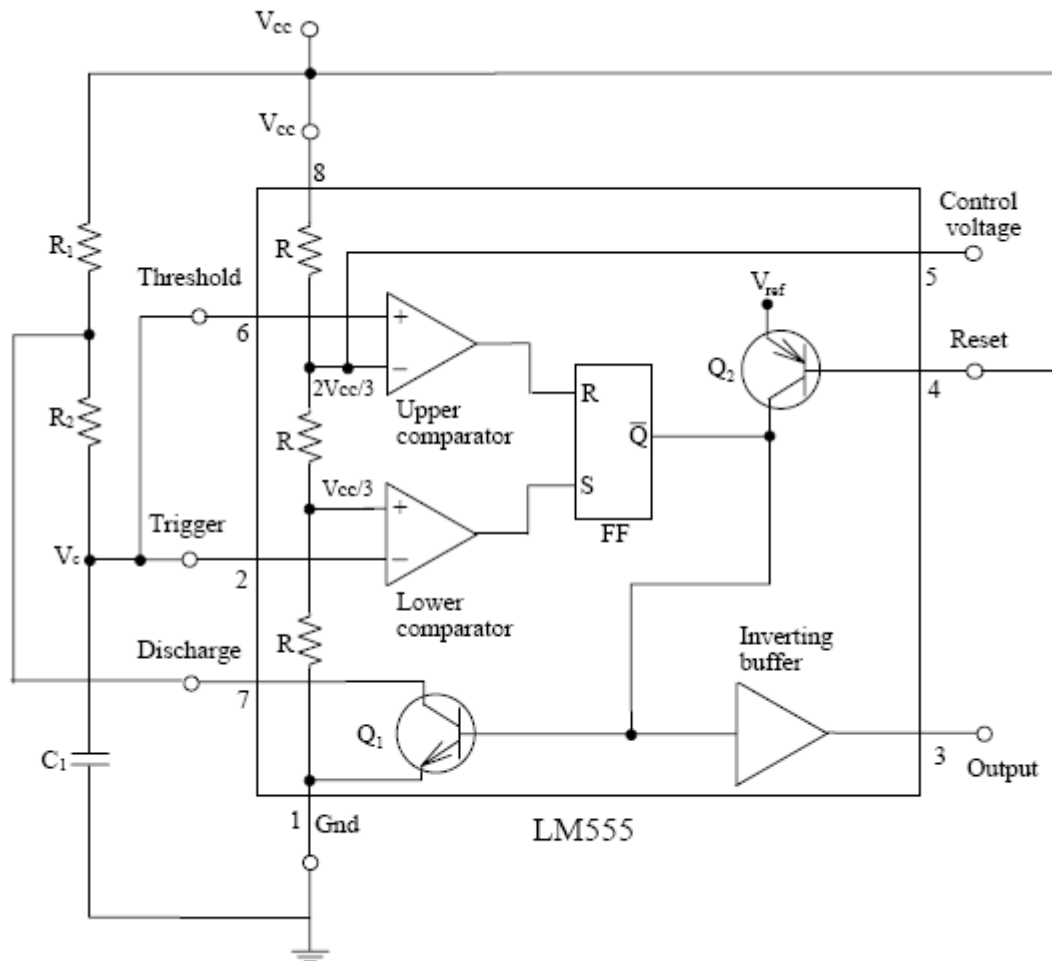 Vcc
Vcc
8
R1
R
Control
voltage
5
Threshold
6
+
−
2Vcc/3
Upper
comparator
Vref
Q2
Reset
4
R2
R
R
Q̅
S
FF
Vcc/3
+
−
Trigger
Vc
2
Lower
comparator
R
Discharge
7
Q1
Inverting
buffer
3
Output
C1
1
Gnd
LM555